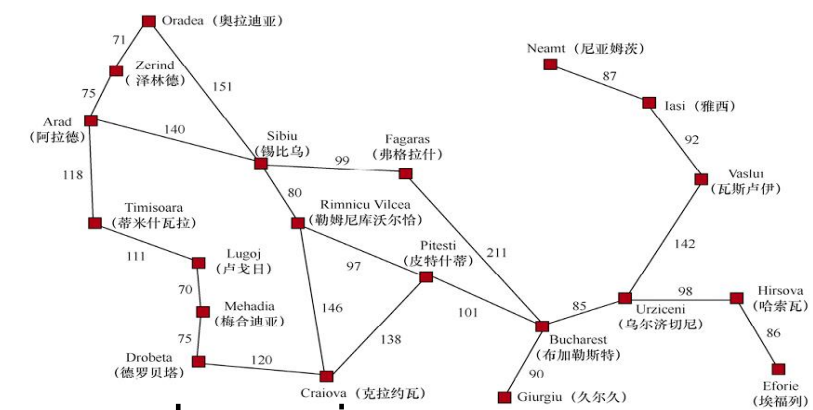 Oradea（奥拉迪亚）
71
Zerind
（ 泽林德）
151
75
Arad
（阿拉德）
140
Sibiu
（锡比乌）
99
Fagaras
（弗格拉什）
118
80
Timisoara
（蒂米什瓦拉）
Rimnicu Vilcea
（勒姆尼库沃尔恰）
111
Lugoj
（卢戈日）
97
Pitesti
（皮特什蒂）
211
70
Mehadia
（梅合迪亚）
146
101
75
138
Drobeta
（德罗贝塔）
120
Craiova（克拉约瓦）
Neamt（尼亚姆茨）
87
Iasi（雅西）
92
Vaslui
（瓦斯卢伊）
142
85
Urziceni
（乌尔济切尼）
98
Hirsova
（哈索瓦）
86
Bucharest
（布加勒斯特）
90
Giurgiu（久尔久）
Eforie
（埃福列）